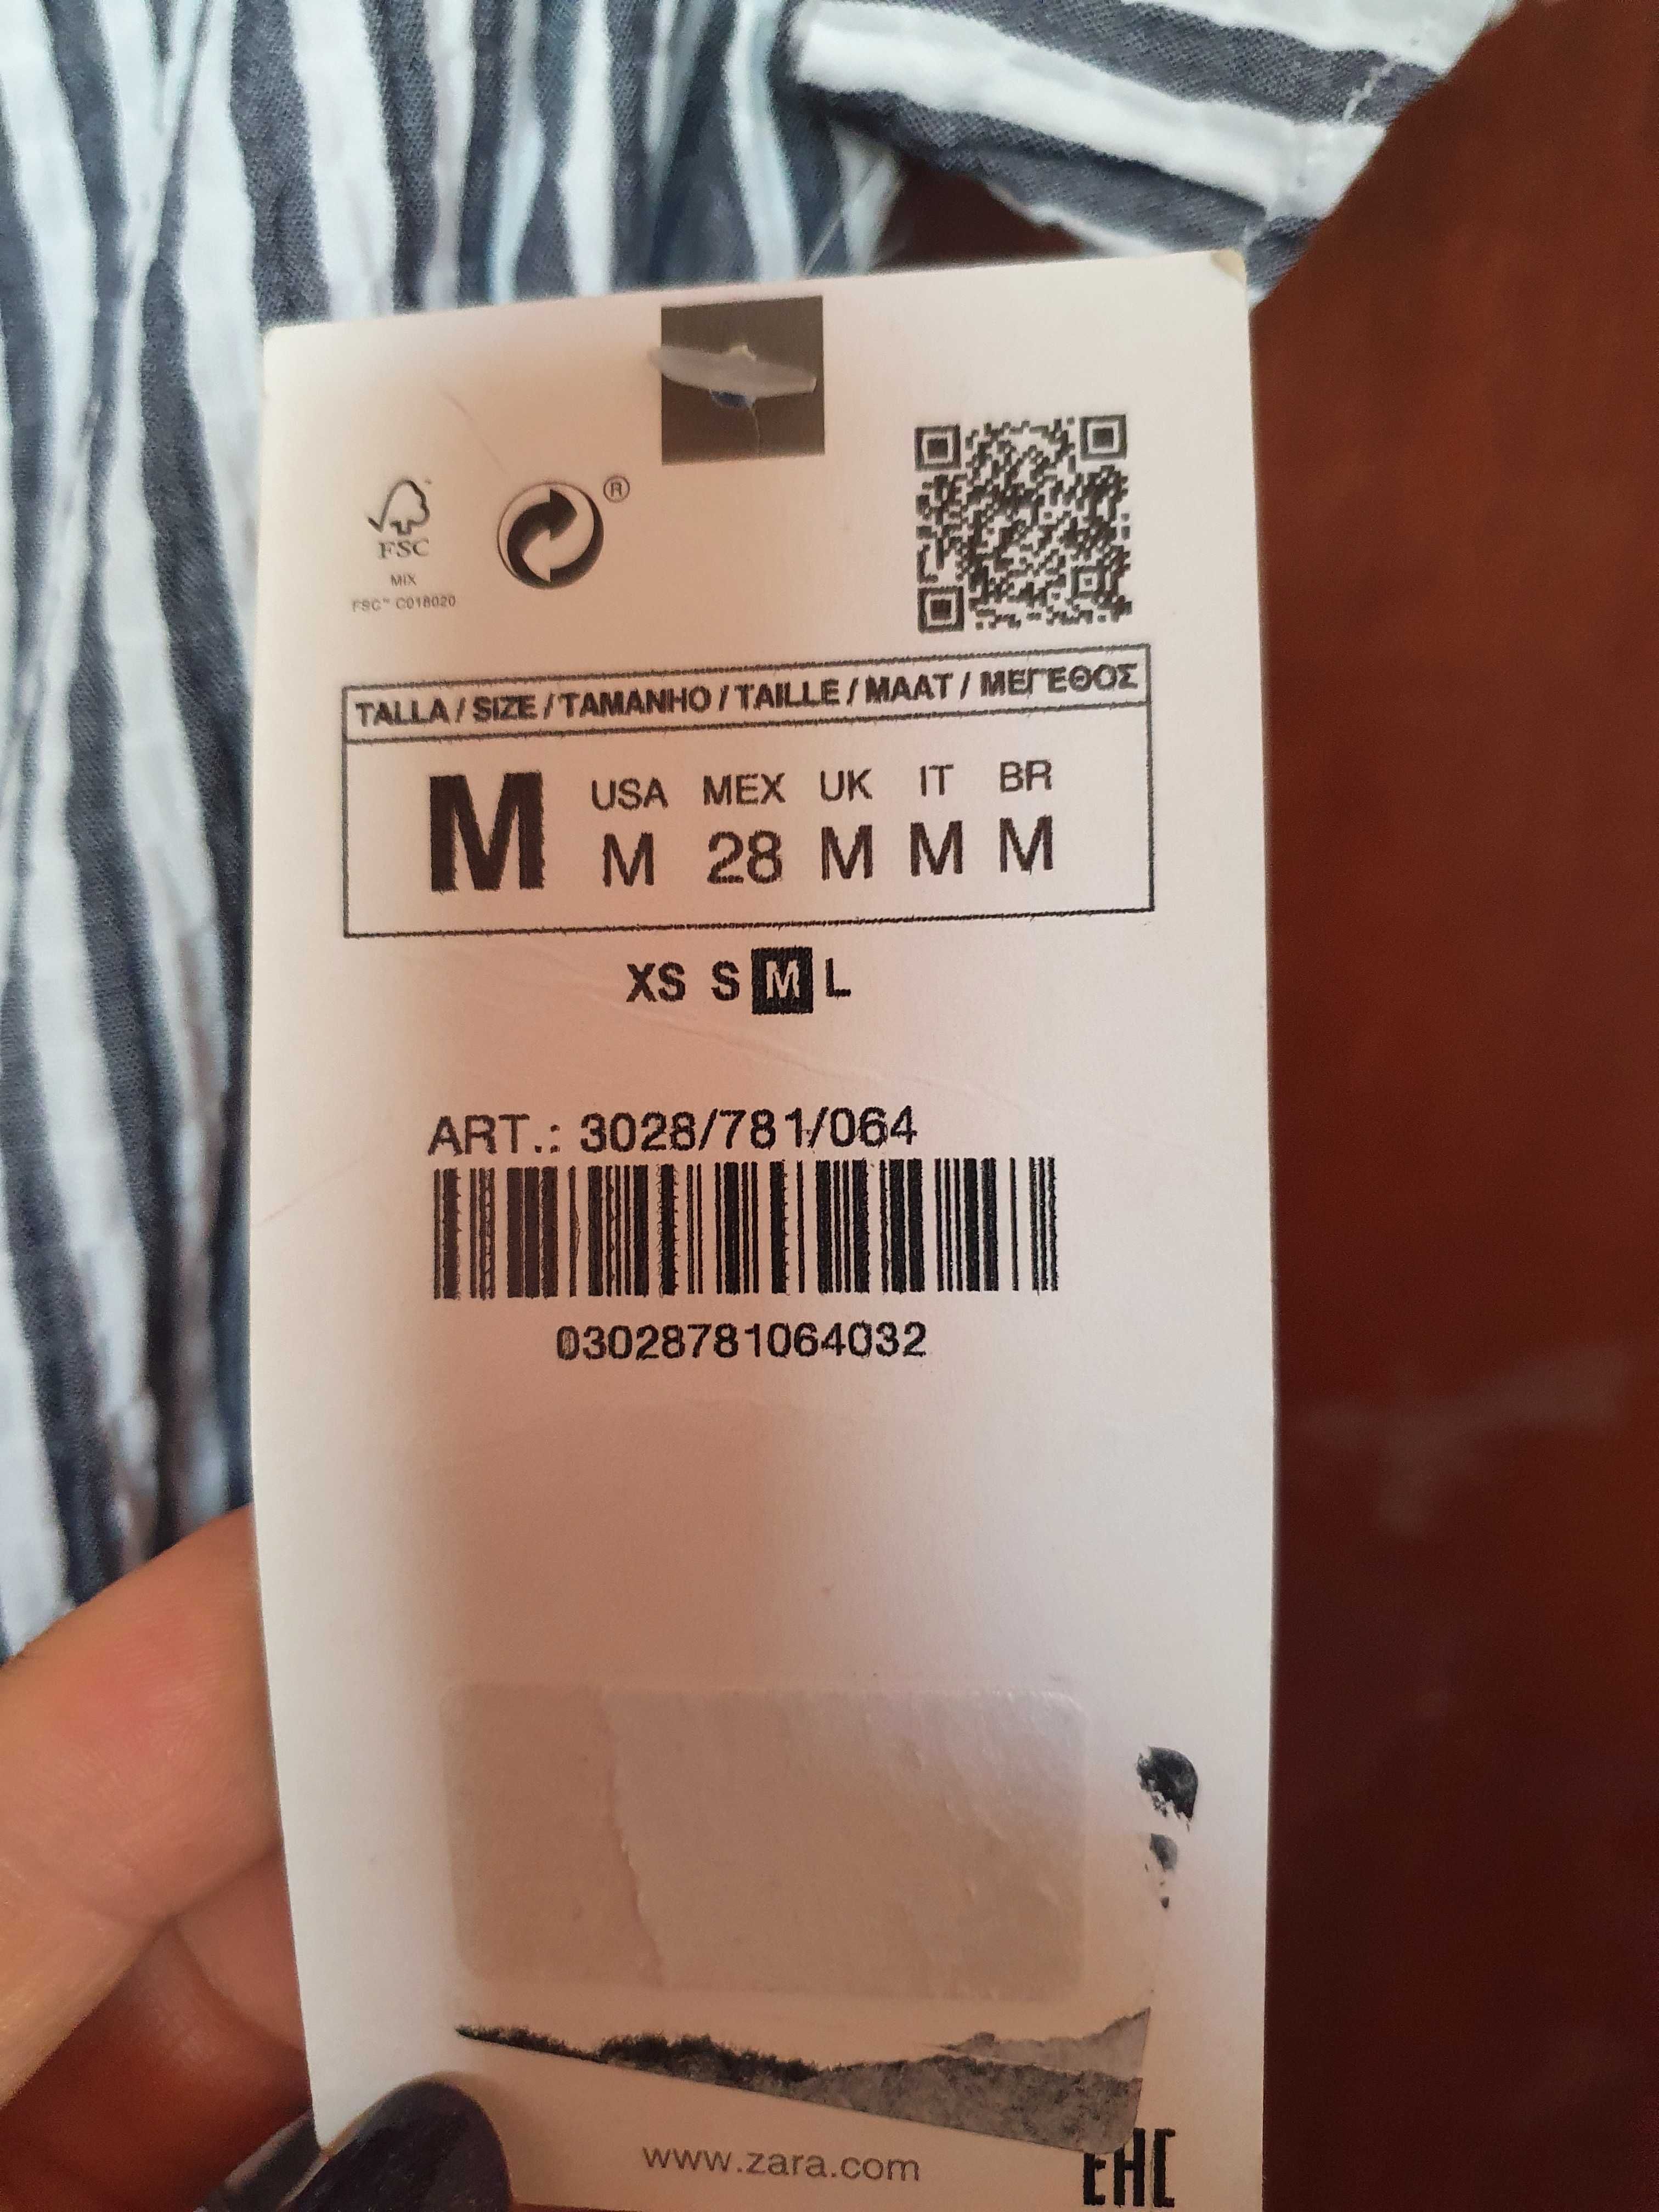 ®
FSC
MIX
FSC™ C018020
TALLA / SIZE / TAMANHO / TAILLE / MAAT / ΜΕΓΕΘΟΣ
M USA MEX UK IT BR
M 28 M M M
XS S M L
ART.: 3028/781/064
03028781064032
www.zara.com
EAC